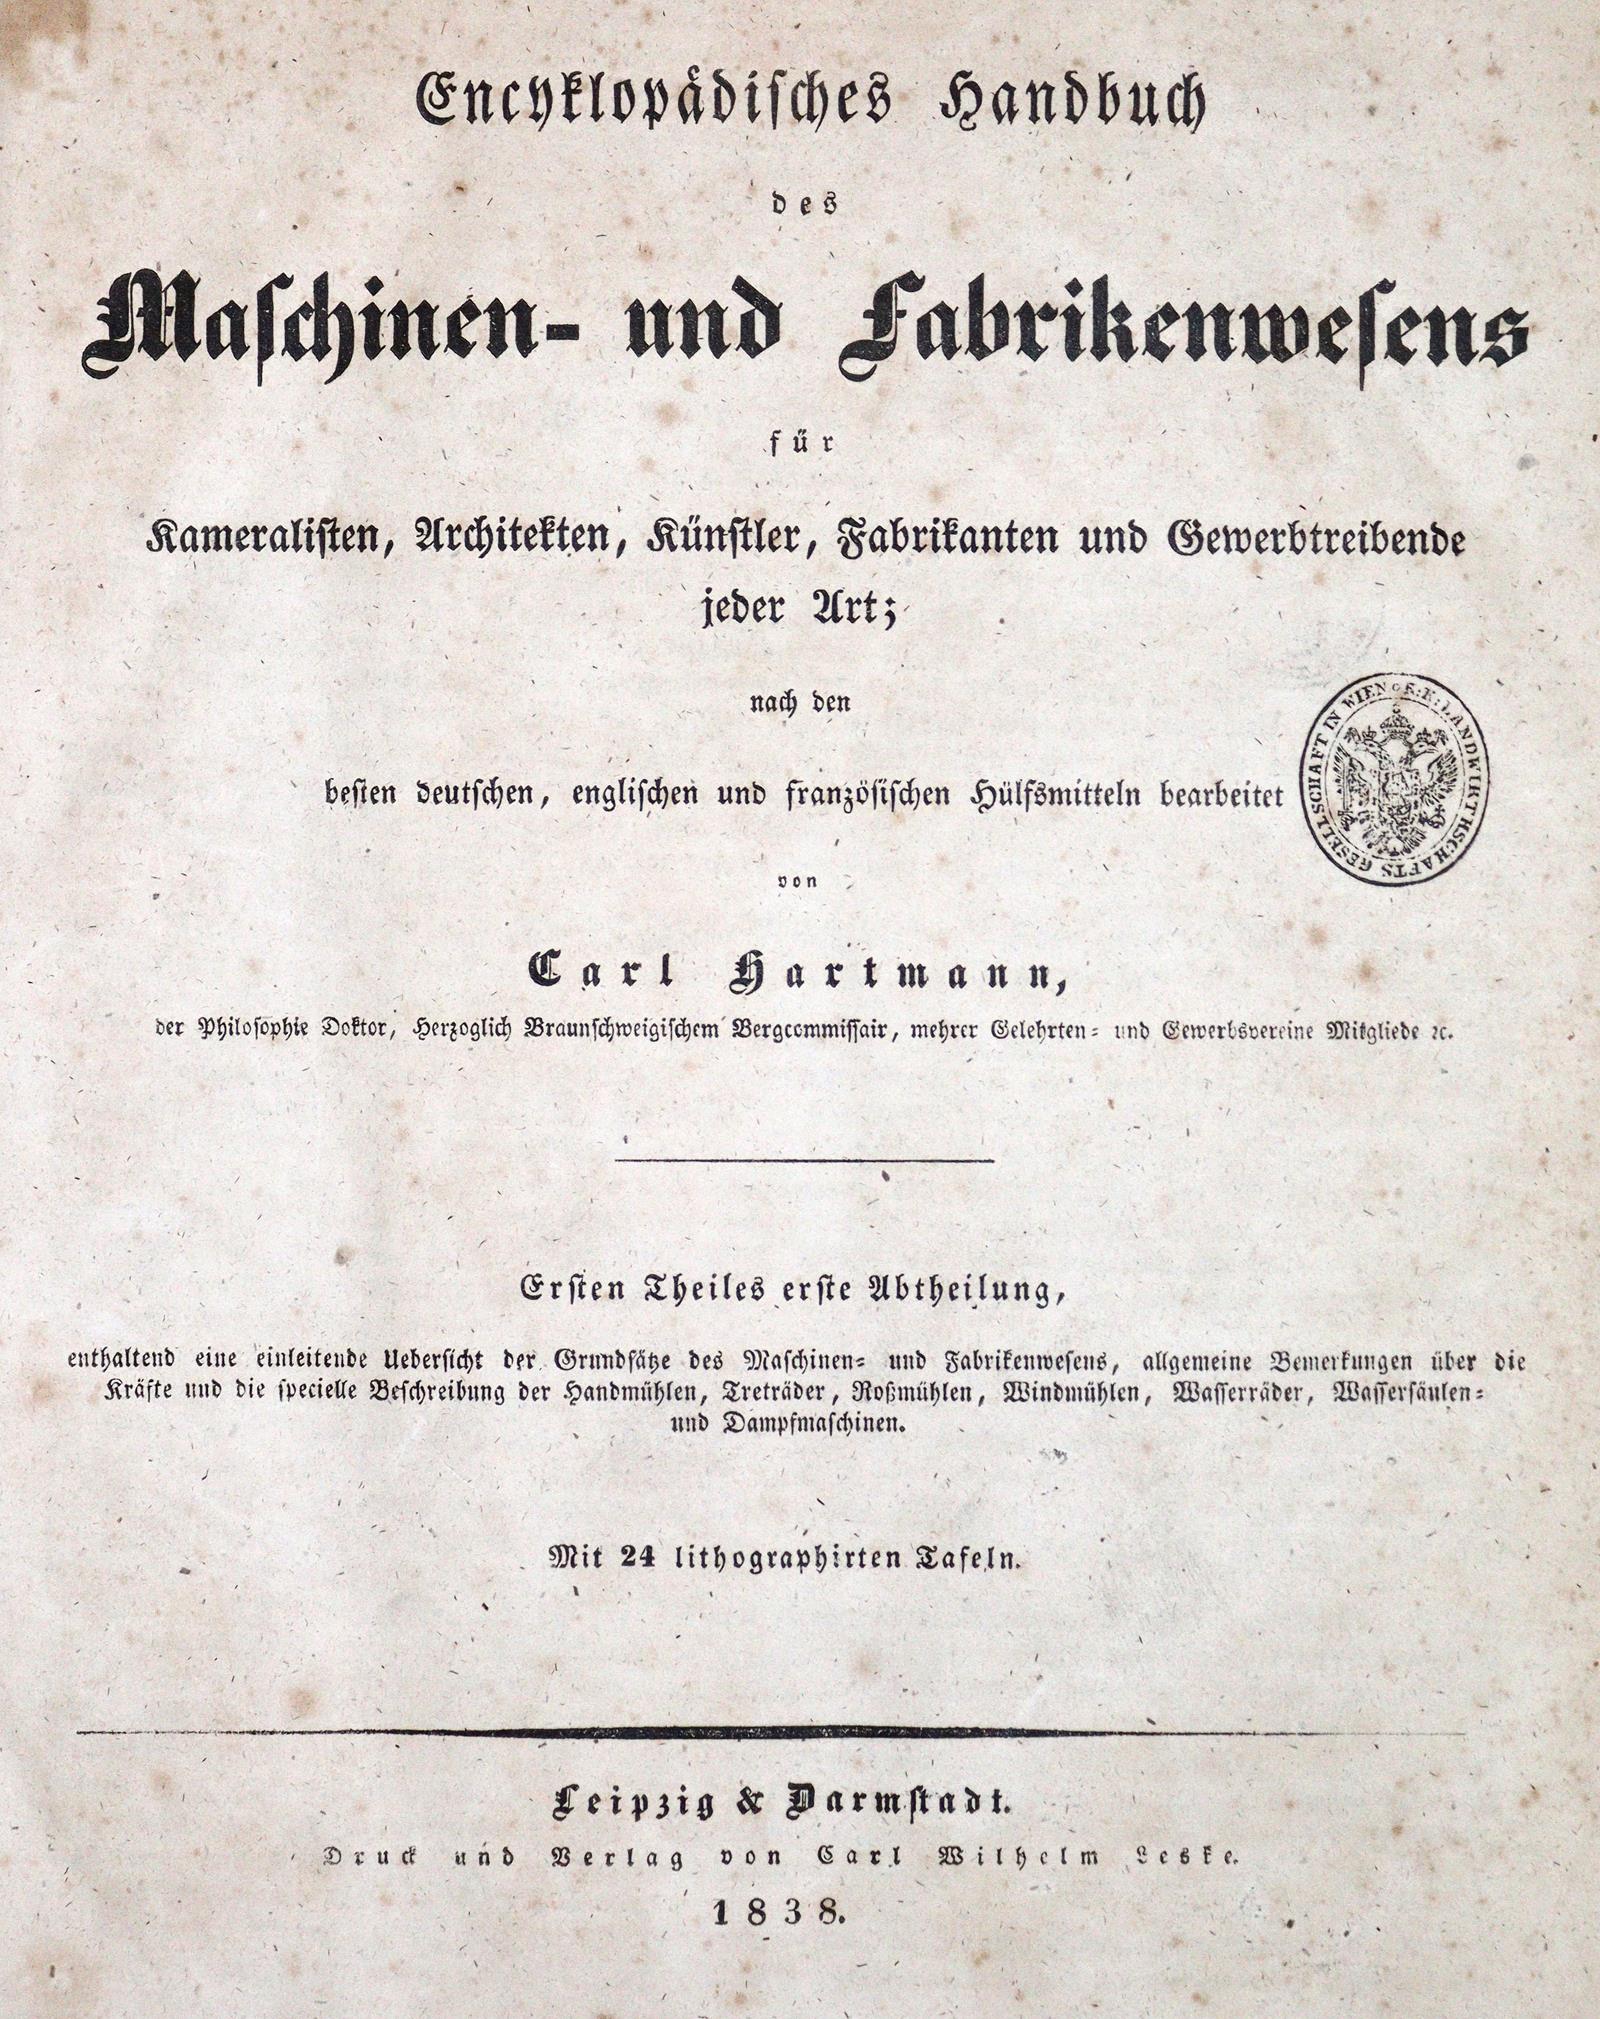 Encyklopädisches Handbuch
des
Maschinen- und Fabrikenwesens
für
Kameralisten, Architekten, Künstler, Fabrikanten und Gewerbtreibende
jeder Art;
nach den
besten deutschen, englischen und französischen Hülfsmitteln bearbeitet
K: K: LANDWIRTHSCHAFTS GESELLSCHAFT IN WIEN
von
Carl Hartmann,
der Philosophie Doktor, Herzoglich Braunschweigischem Bergcommissair, mehrer Gelehrten- und Gewerbsvereine Mitgliede ꝛc.
Ersten Theiles erste Abtheilung,
enthaltend eine einleitende Uebersicht der Grundsätze des Maschinen- und Fabrikenwesens, allgemeine Bemerkungen über die
Kräfte und die specielle Beschreibung der Handmühlen, Treträder, Roßmühlen, Windmühlen, Wasserräder, Wassersäulen-
und Dampfmaschinen.
Mit 24 lithographirten Tafeln.
Leipzig & Darmstadt.
Druck und Verlag von Carl Wilhelm Leske.
1838.